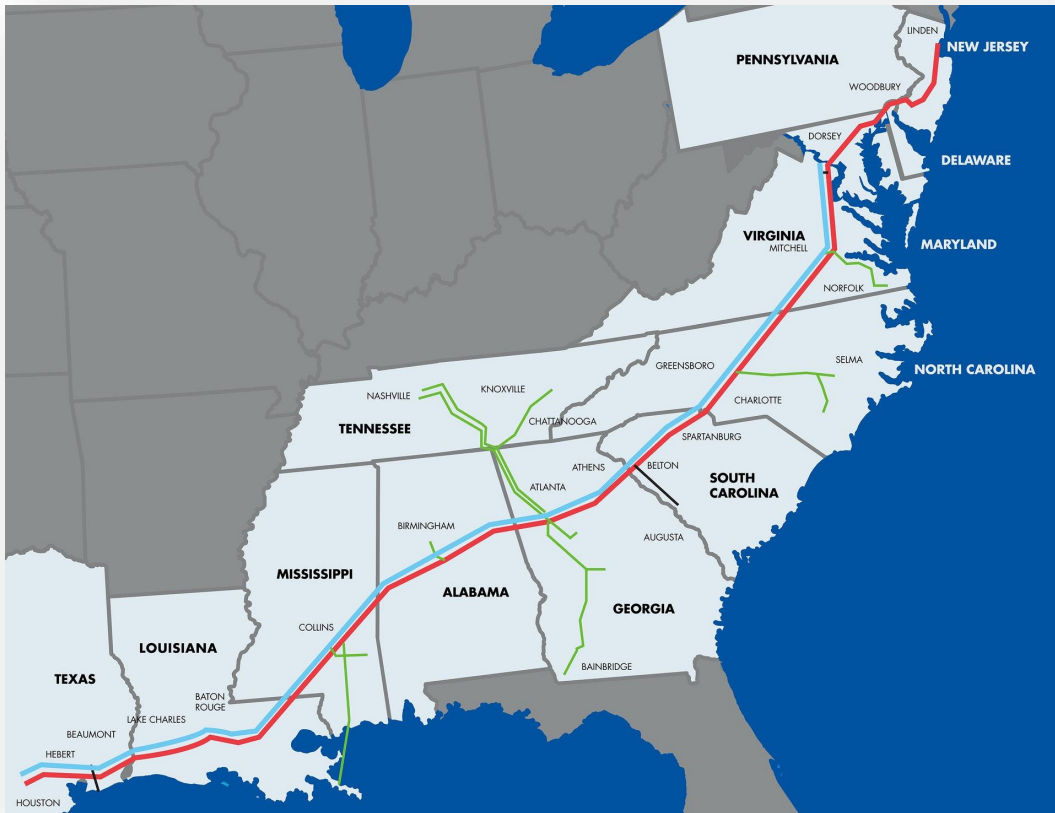 LINDEN
NEW JERSEY
PENNSYLVANIA
WOODBURY
DORSEY
DELAWARE
VIRGINIA
MITCHELL
MARYLAND
NORFOLK
SELMA
GREENSBORO
NORTH CAROLINA
KNOXVILLE
NASHVILLE
CHARLOTTE
CHATTANOOGA
TENNESSEE
SPARTANBURG
ATHENS
BELTON
SOUTH
CAROLINA
ATLANTA
BIRMINGHAM
AUGUSTA
MISSISSIPPI
ALABAMA
GEORGIA
COLLINS
LOUISIANA
BAINBRIDGE
TEXAS
BATON
ROUGE
LAKE CHARLES
BEAUMONT
HEBERT
HOUSTON